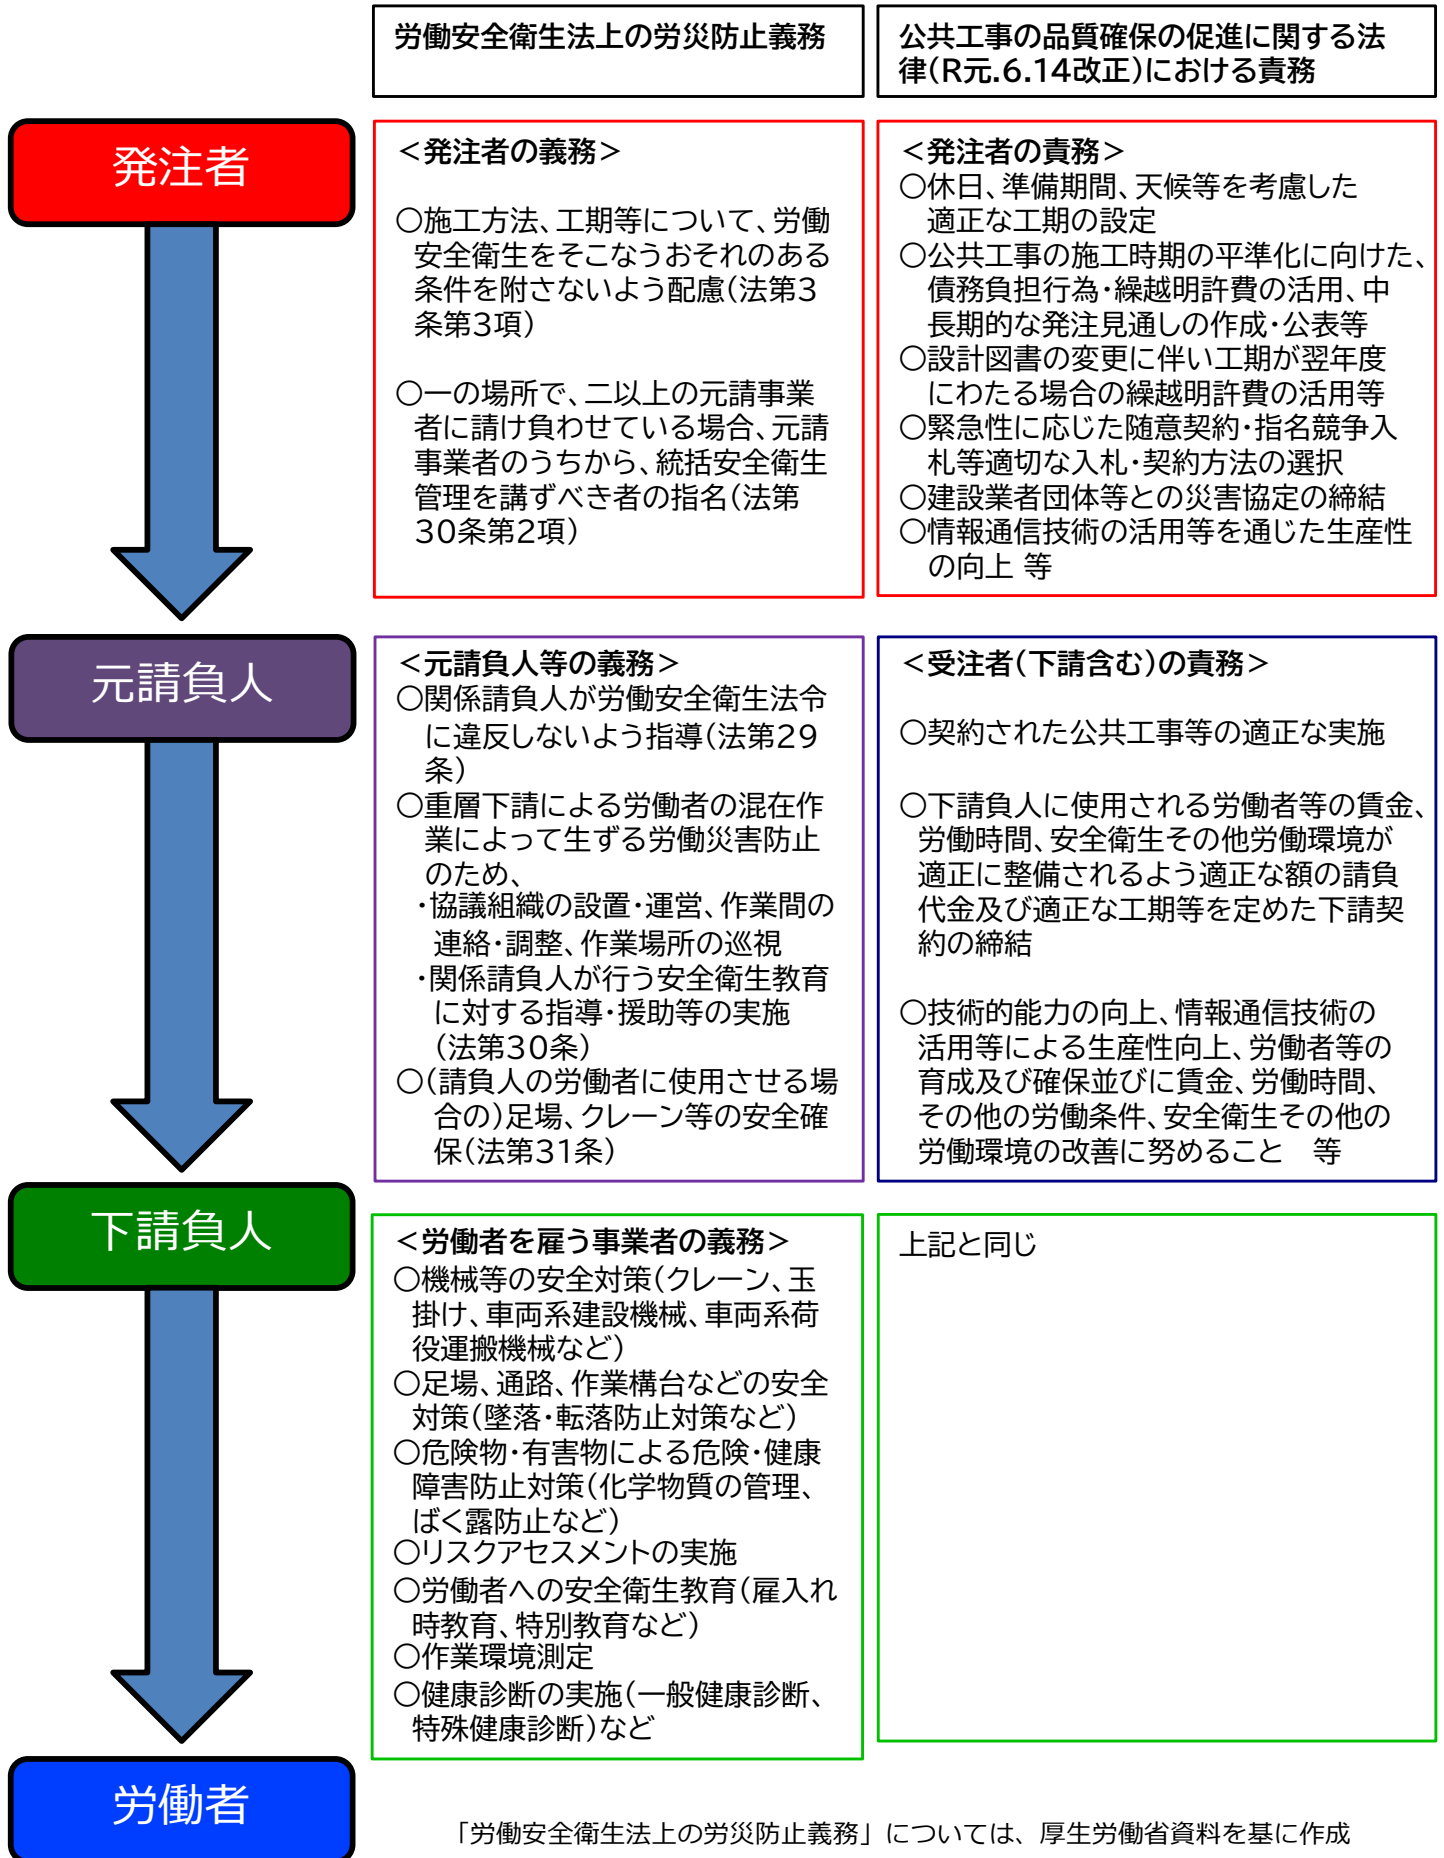 労働安全衛生法上の労災防止義務
公共工事の品質確保の促進に関する法
律(R元.6.14改正)における責務
発注者
<発注者の義務>
○施工方法、工期等について、労働
安全衛生をそこなうおそれのある
条件を附さないよう配慮(法第3
条第3項)
○一の場所で、二以上の元請事業
者に請け負わせている場合、元請
事業者のうちから、統括安全衛生
管理を講ずべき者の指名(法第
30条第2項)
<発注者の責務>
○休日、準備期間、天候等を考慮した
適正な工期の設定
○公共工事の施工時期の平準化に向けた、
債務負担行為・繰越明許費の活用、中
長期的な発注見通しの作成・公表等
○設計図書の変更に伴い工期が翌年度
にわたる場合の繰越明許費の活用等
○緊急性に応じた随意契約・指名競争入
札等適切な入札・契約方法の選択
○建設業者団体等との災害協定の締結
○情報通信技術の活用等を通じた生産性
の向上 等
元請負人
<元請負人等の義務>
○関係請負人が労働安全衛生法令
に違反しないよう指導(法第29
条)
○重層下請による労働者の混在作
業によって生ずる労働災害防止
のため、
・協議組織の設置・運営、作業間の
連絡・調整、作業場所の巡視
・関係請負人が行う安全衛生教育
に対する指導・援助等の実施
(法第30条)
○(請負人の労働者に使用させる場
合の)足場、クレーン等の安全確
保(法第31条)
<受注者(下請含む)の責務>
○契約された公共工事等の適正な実施
○下請負人に使用される労働者等の賃金、
労働時間、安全衛生その他労働環境が
適正に整備されるよう適正な額の請負
代金及び適正な工期等を定めた下請契
約の締結
○技術的能力の向上、情報通信技術の
活用等による生産性向上、労働者等の
育成及び確保並びに賃金、労働時間、
その他の労働条件、安全衛生その他の
労働環境の改善に努めること　等
下請負人
<労働者を雇う事業者の義務>
○機械等の安全対策(クレーン、玉
掛け、車両系建設機械、車両系荷
役運搬機械など)
○足場、通路、作業構台などの安全
対策(墜落・転落防止対策など)
○危険物・有害物による危険・健康
障害防止対策(化学物質の管理、
ばく露防止など)
○リスクアセスメントの実施
○労働者への安全衛生教育(雇入れ
時教育、特別教育など)
○作業環境測定
○健康診断の実施(一般健康診断、
特殊健康診断)など
上記と同じ
労働者
「労働安全衛生法上の労災防止義務」については、厚生労働省資料を基に作成